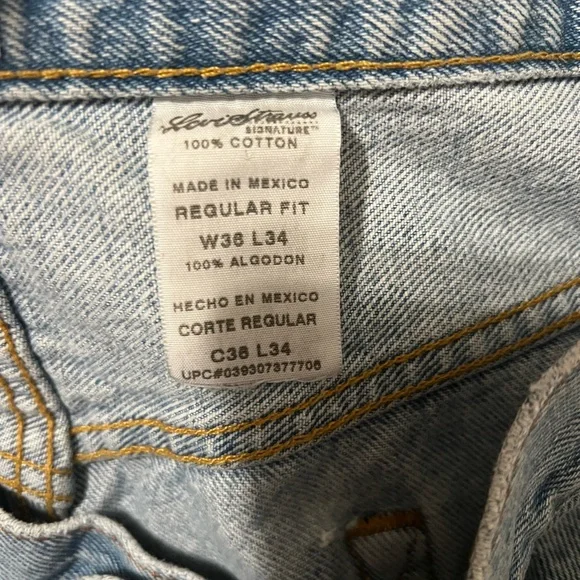 Levi Strauss
SIGNATURE™
100% COTTON
MADE IN MEXICO
REGULAR FIT
W36 L34
100% ALGODON
HECHO EN MEXICO
CORTE REGULAR
C36 L34
UPC#039307377706